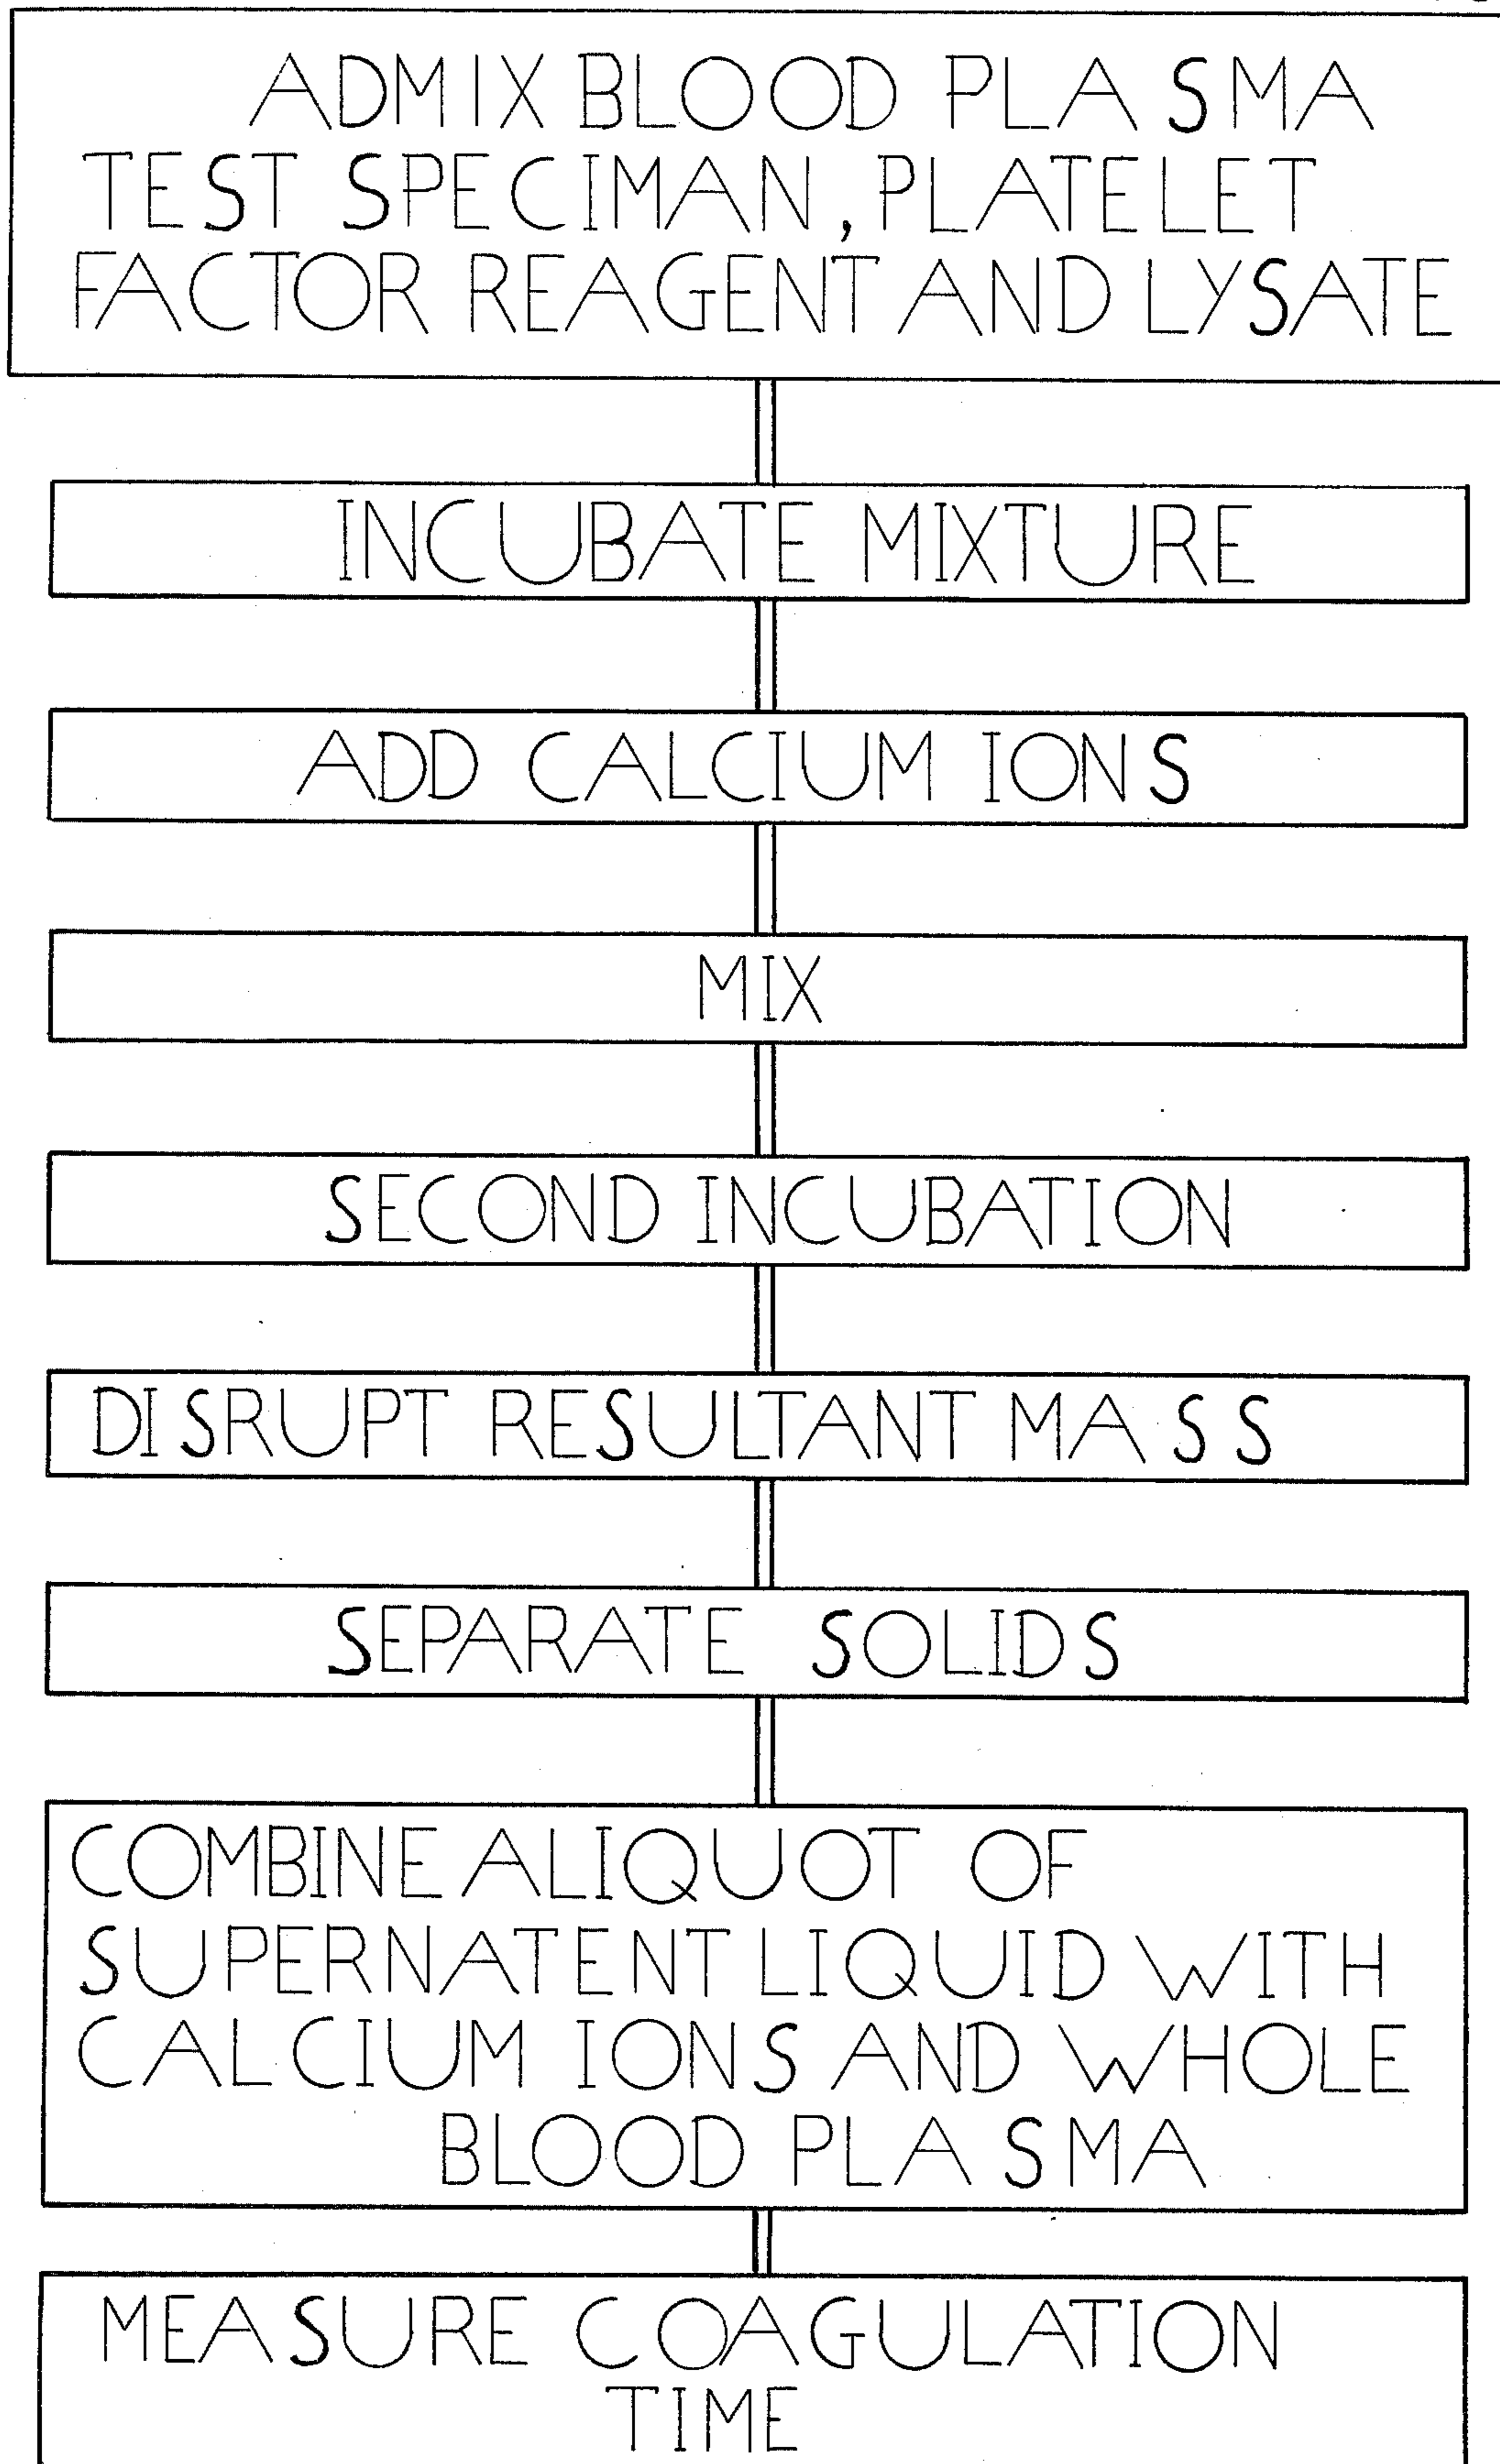 ADMIX BLOOD PLASMA
TEST SPECIMAN, PLATELET
FACTOR REAGENT AND LYSATE
INCUBATE MIXTURE
ADD CALCIUM IONS
MIX
SECOND INCUBATION
DISRUPT RESULTANT MASS
SEPARATE SOLIDS
COMBINE ALIQUOT OF
SUPERNATENT LIQUID WITH
CALCIUM IONS AND WHOLE
BLOOD PLASMA
MEASURE COAGULATION
TIME